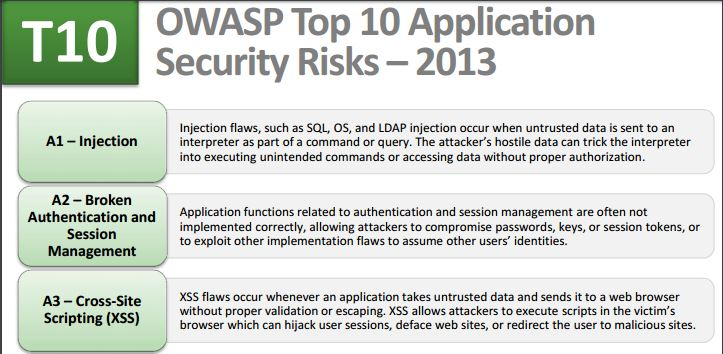 T10
OWASP Top 10 Application
Security Risks – 2013
A1 – Injection
Injection flaws, such as SQL, OS, and LDAP injection occur when untrusted data is sent to an
interpreter as part of a command or query. The attacker’s hostile data can trick the interpreter
into executing unintended commands or accessing data without proper authorization.
A2 – Broken
Authentication and
Session
Management
Application functions related to authentication and session management are often not
implemented correctly, allowing attackers to compromise passwords, keys, or session tokens, or
to exploit other implementation flaws to assume other users’ identities.
A3 – Cross-Site
Scripting (XSS)
XSS flaws occur whenever an application takes untrusted data and sends it to a web browser
without proper validation or escaping. XSS allows attackers to execute scripts in the victim’s
browser which can hijack user sessions, deface web sites, or redirect the user to malicious sites.